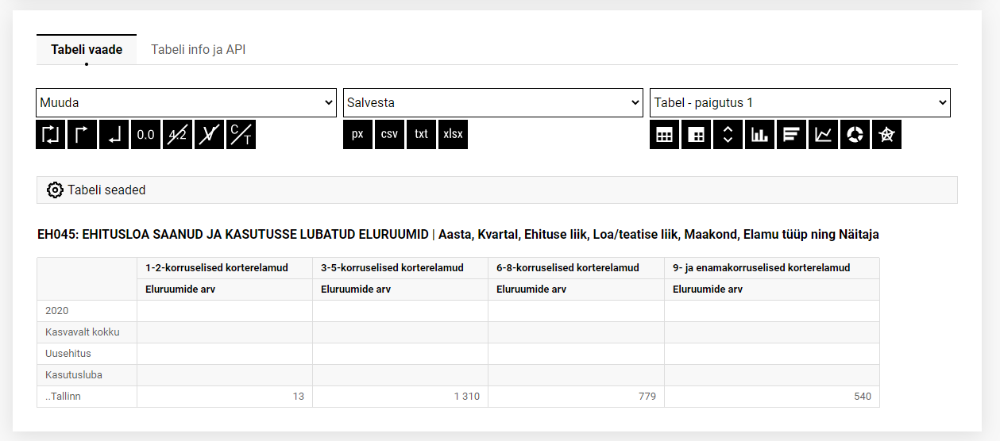 Tabeli vaade Tabeli info ja API
Muuda Salvesta Tabel - paigutus 1
0.0 4.2 C/T px csv txt xlsx
Tabeli seaded
EH045: EHITUSLOA SAANUD JA KASUTUSSE LUBATUD ELURUUMID | Aasta, Kvartal, Ehituse liik, Loa/teatise liik, Maakond, Elamu tüüp ning Näitaja
1-2-korruselised korterelamud 3-5-korruselised korterelamud 6-8-korruselised korterelamud 9- ja enamakorruselised korterelamud
Eluruumide arv Eluruumide arv Eluruumide arv Eluruumide arv
2020
Kasvavalt kokku
Uusehitus
Kasutusluba
..Tallinn 13 1 310 779 540